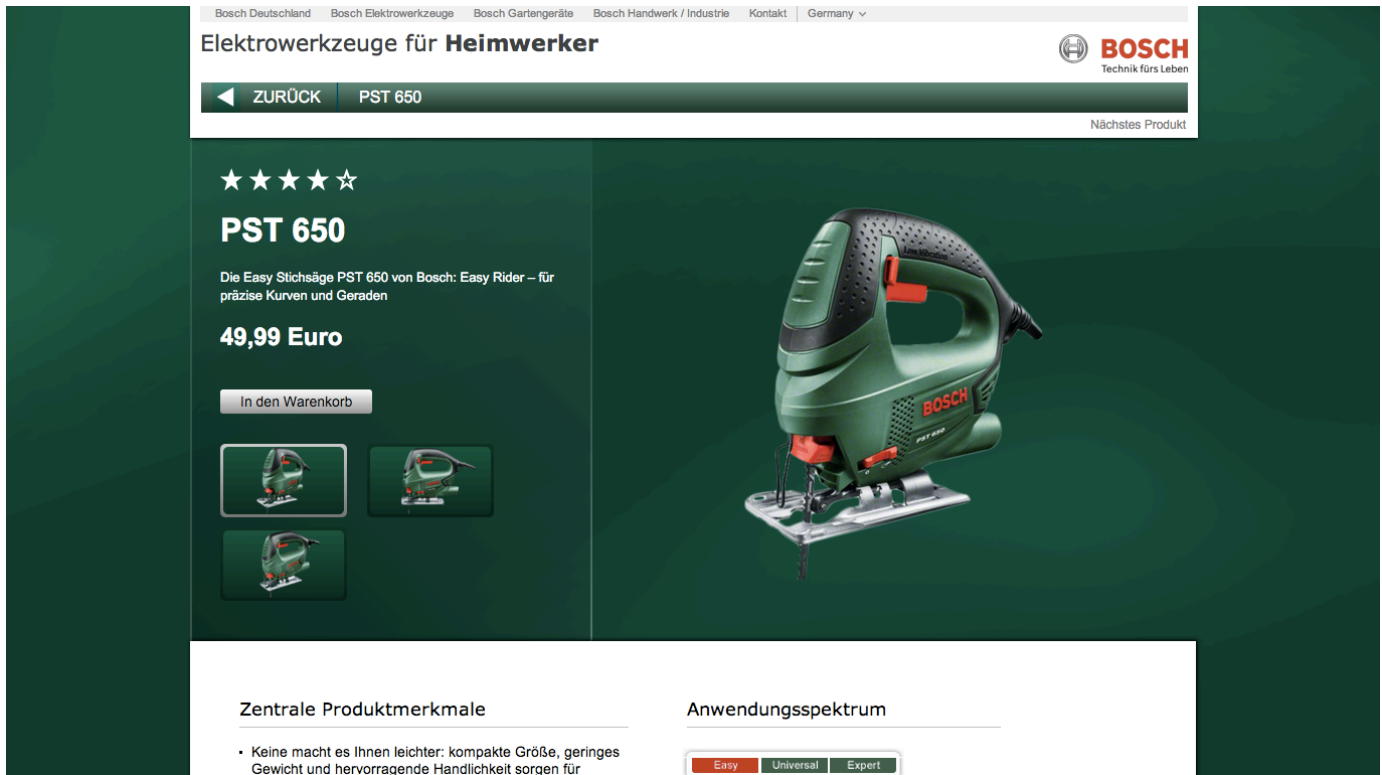 Bosch Deutschland Bosch Elektrowerkzeuge Bosch Gartengeräte Bosch Handwerk / Industrie Kontakt Germany
Elektrowerkzeuge für Heimwerker
BOSCH
Technik fürs Leben
ZURÜCK PST 650
Nächstes Produkt
PST 650
Die Easy Stichsäge PST 650 von Bosch: Easy Rider – für
präzise Kurven und Geraden
49,99 Euro
In den Warenkorb
Low Vibration
BOSCH
PST 650
Zentrale Produktmerkmale
Anwendungsspektrum
Keine macht es Ihnen leichter: kompakte Größe, geringes
Gewicht und hervorragende Handlichkeit sorgen für
Easy Universal Expert